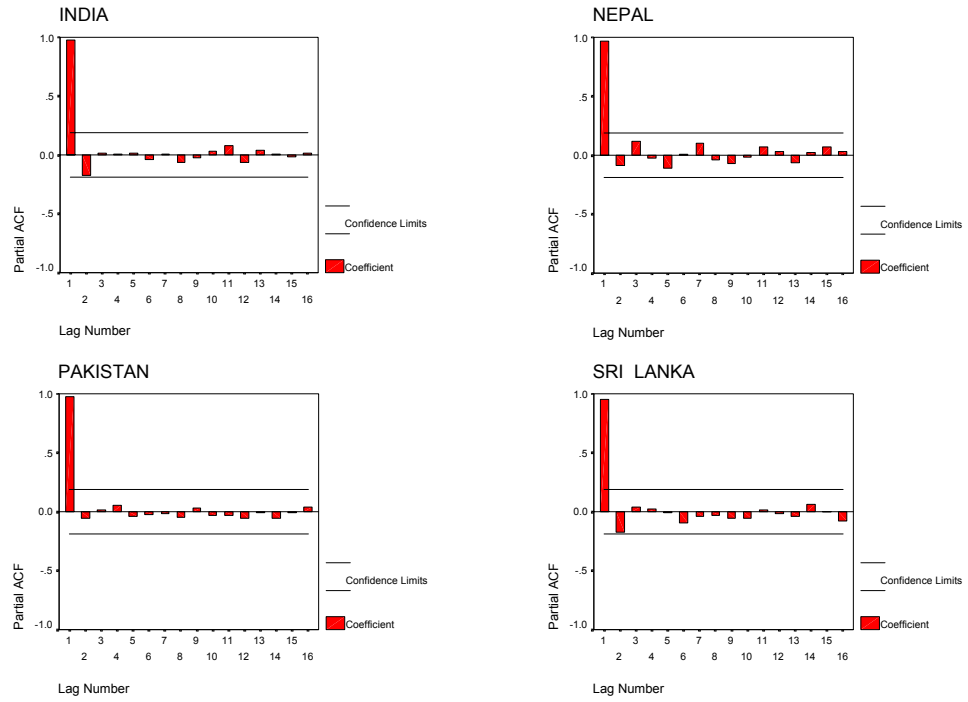 INDIA
1.0
.5
0.0
-.5
-1.0
Partial ACF
1 3 5 7 9 11 13 15
2 4 6 8 10 12 14 16
Lag Number
Confidence Limits
Coefficient
NEPAL
1.0
.5
0.0
-.5
-1.0
Partial ACF
1 3 5 7 9 11 13 15
2 4 6 8 10 12 14 16
Lag Number
Confidence Limits
Coefficient
PAKISTAN
1.0
.5
0.0
-.5
-1.0
Partial ACF
1 3 5 7 9 11 13 15
2 4 6 8 10 12 14 16
Lag Number
Confidence Limits
Coefficient
SRI LANKA
1.0
.5
0.0
-.5
-1.0
Partial ACF
1 3 5 7 9 11 13 15
2 4 6 8 10 12 14 16
Lag Number
Confidence Limits
Coefficient